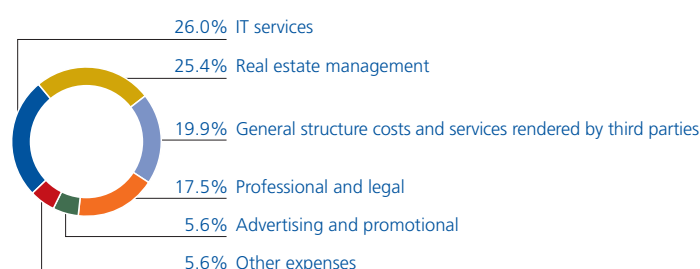 26.0% IT services
25.4% Real estate management
19.9% General structure costs and services rendered by third parties
17.5% Professional and legal
5.6% Advertising and promotional
5.6% Other expenses